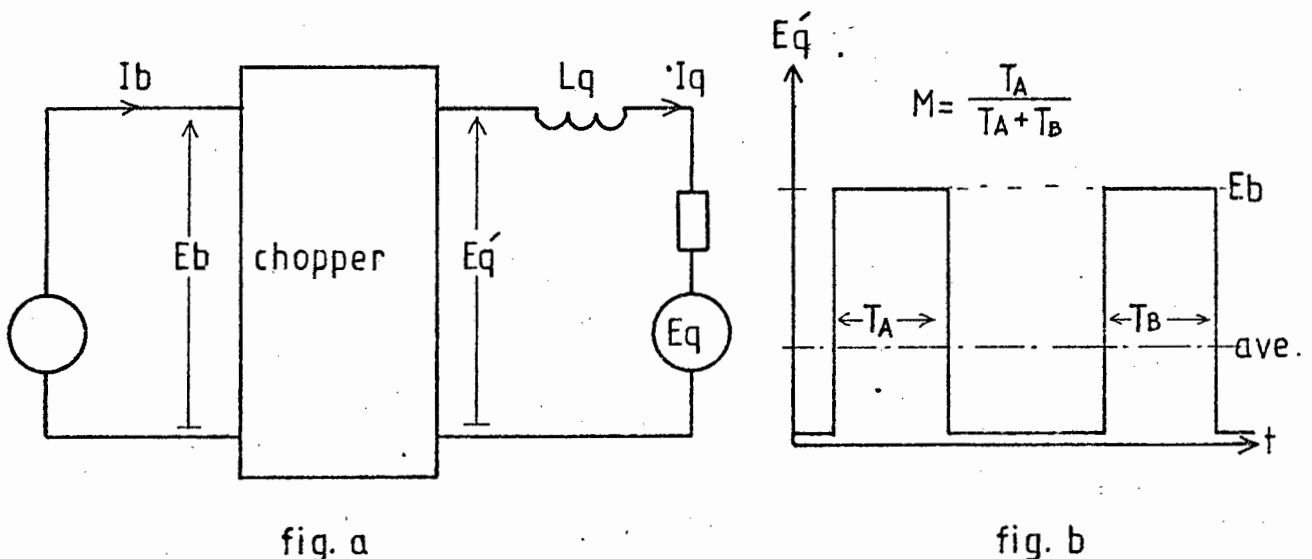 Ib
Lq
Iq
Eb
chopper
Eq́
Eq
fig. a
Eq́
M = TA / (TA + TB)
Eb
TA
TB
ave.
t
fig. b